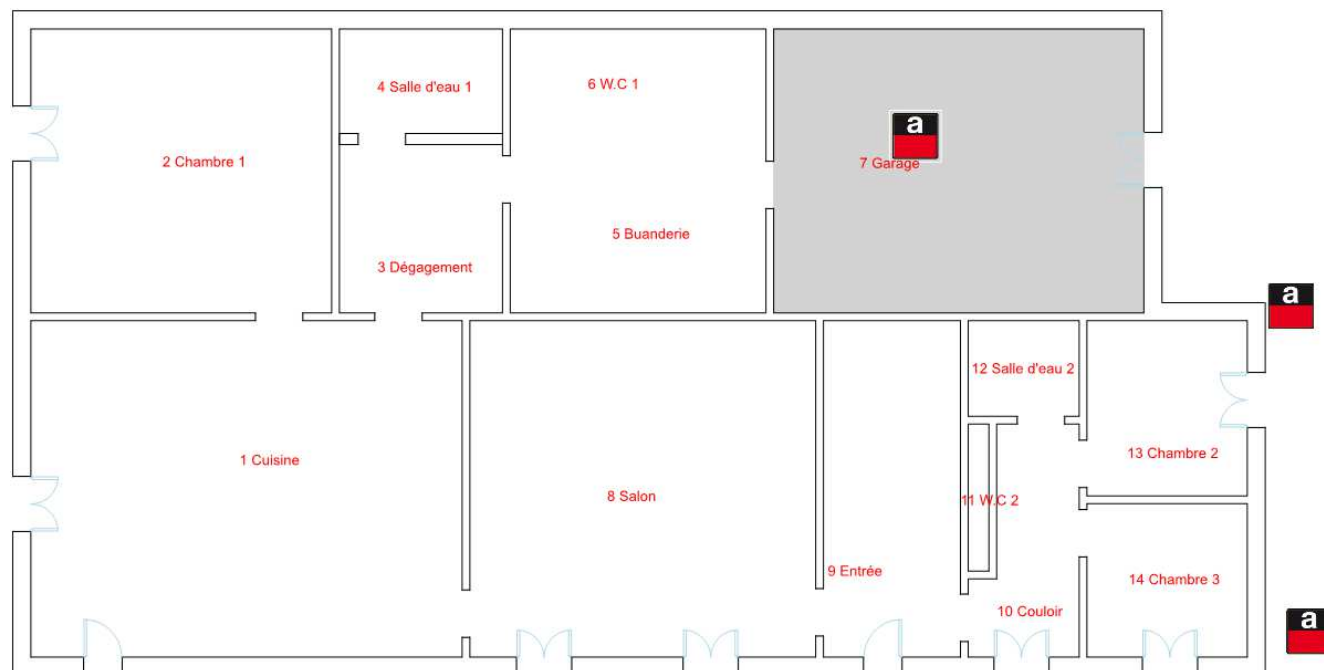 4 Salle d'eau 1
6 W.C 1
a
2 Chambre 1
7 Garage
5 Buanderie
3 Dégagement
a
12 Salle d'eau 2
1 Cuisine
13 Chambre 2
8 Salon
11 W.C 2
9 Entrée
14 Chambre 3
10 Couloir
a